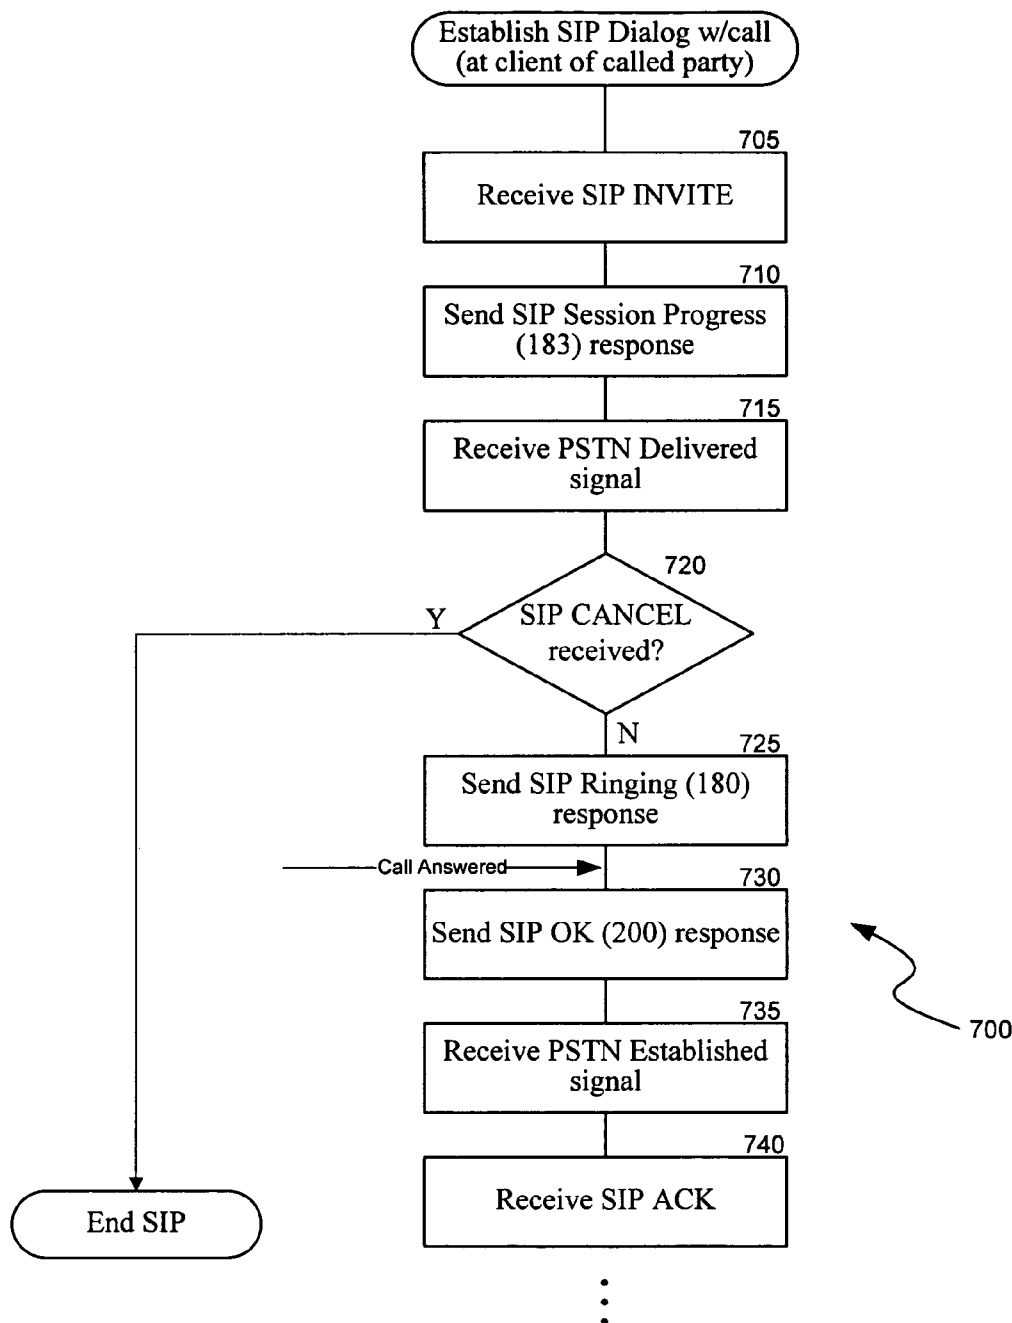 Establish SIP Dialog w/call
(at client of called party)
705
Receive SIP INVITE
710
Send SIP Session Progress
(183) response
715
Receive PSTN Delivered
signal
720
SIP CANCEL
received?
Y
N
725
Send SIP Ringing (180)
response
Call Answered
730
Send SIP OK (200) response
735
Receive PSTN Established
signal
700
740
Receive SIP ACK
End SIP